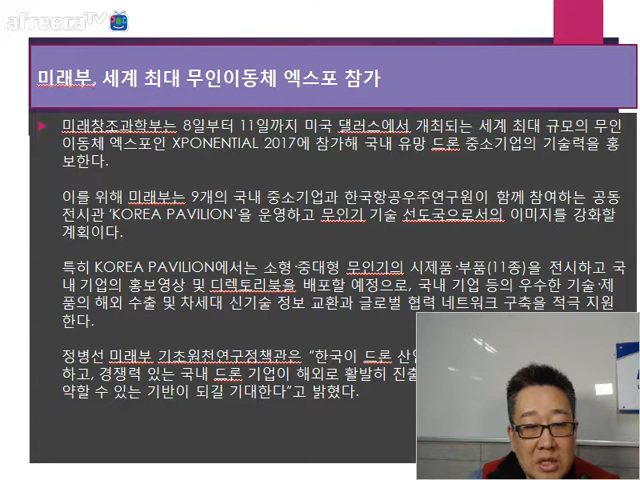 afreecaTV
미래부, 세계 최대 무인이동체 엑스포 참가
미래창조과학부는 8일부터 11일까지 미국 댈러스에서 개최되는 세계 최대 규모의 무인
이동체 엑스포인 XPONENTIAL 2017에 참가해 국내 유망 드론 중소기업의 기술력을 홍
보한다.
이를 위해 미래부는 9개의 국내 중소기업과 한국항공우주연구원이 함께 참여하는 공동
전시관 ‘KOREA PAVILION’을 운영하고 무인기 기술 선도국으로서의 이미지를 강화할
계획이다.
특히 KOREA PAVILION에서는 소형·중대형 무인기의 시제품·부품(11종)을 전시하고 국
내 기업의 홍보영상 및 디렉토리북을 배포할 예정으로, 국내 기업 등의 우수한 기술·제
품의 해외 수출 및 차세대 신기술 정보 교환과 글로벌 협력 네트워크 구축을 적극 지원
한다.
정병선 미래부 기초원천연구정책관은 “한국이 드론 산
하고, 경쟁력 있는 국내 드론 기업이 해외로 활발히 진출
약할 수 있는 기반이 되길 기대한다”고 밝혔다.